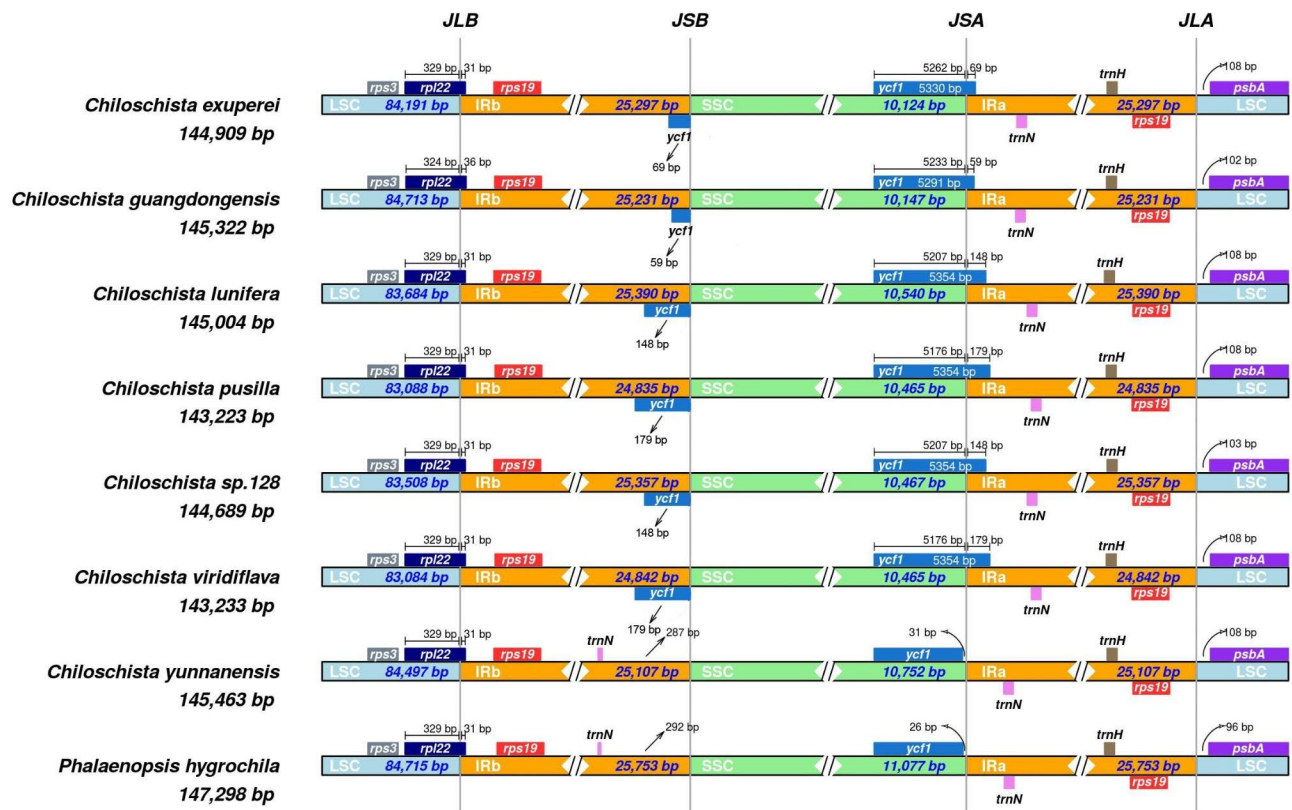 JLB JSB JSA JLA
329 bp 31 bp 5262 bp 69 bp trnH 108 bp
rps3 rpl22 rps19 ycf1 5330 bp psbA
Chiloschista exuperei LSC 84,191 bp IRb 25,297 bp SSC 10,124 bp IRa 25,297 bp LSC
144,909 bp ycf1 trnN rps19
69 bp
324 bp 36 bp 5233 bp 59 bp trnH 102 bp
rps3 rpl22 rps19 ycf1 5291 bp psbA
Chiloschista guangdongensis LSC 84,713 bp IRb 25,231 bp SSC 10,147 bp IRa 25,231 bp LSC
145,322 bp ycf1 trnN rps19
59 bp
329 bp 31 bp 5207 bp 148 bp trnH 108 bp
rps3 rpl22 rps19 ycf1 5354 bp psbA
Chiloschista lunifera LSC 83,684 bp IRb 25,390 bp SSC 10,540 bp IRa 25,390 bp LSC
145,004 bp ycf1 trnN rps19
148 bp
329 bp 31 bp 5176 bp 179 bp trnH 108 bp
rps3 rpl22 rps19 ycf1 5354 bp psbA
Chiloschista pusilla LSC 83,088 bp IRb 24,835 bp SSC 10,465 bp IRa 24,835 bp LSC
143,223 bp ycf1 trnN rps19
179 bp
329 bp 31 bp 5207 bp 148 bp trnH 103 bp
rps3 rpl22 rps19 ycf1 5354 bp psbA
Chiloschista sp.128 LSC 83,508 bp IRb 25,357 bp SSC 10,467 bp IRa 25,357 bp LSC
144,689 bp ycf1 trnN rps19
148 bp
329 bp 31 bp 5176 bp 179 bp trnH 108 bp
rps3 rpl22 rps19 ycf1 5354 bp psbA
Chiloschista viridiflava LSC 83,084 bp IRb 24,842 bp SSC 10,465 bp IRa 24,842 bp LSC
143,233 bp ycf1 trnN rps19
179 bp
329 bp 31 bp trnN 287 bp 31 bp trnH 108 bp
rps3 rpl22 rps19 ycf1 psbA
Chiloschista yunnanensis LSC 84,497 bp IRb 25,107 bp SSC 10,752 bp IRa 25,107 bp LSC
145,463 bp trnN rps19
329 bp 31 bp trnN 292 bp 26 bp trnH 96 bp
rps3 rpl22 rps19 ycf1 psbA
Phalaenopsis hygrochila LSC 84,715 bp IRb 25,753 bp SSC 11,077 bp IRa 25,753 bp LSC
147,298 bp trnN rps19